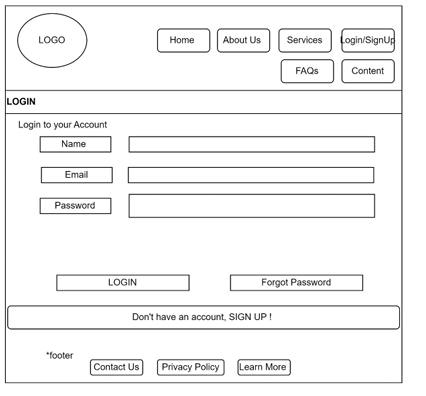 LOGO
Home
About Us
Services
Login/SignUp
FAQs
Content
LOGIN
Login to your Account
Name
Email
Password
LOGIN
Forgot Password
Don't have an account, SIGN UP !
*footer
Contact Us
Privacy Policy
Learn More